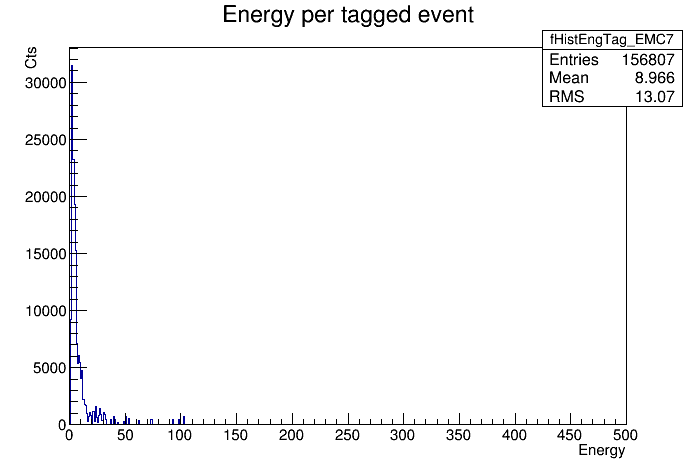 Energy per tagged event
fHistEngTag_EMC7
Entries 156807
Mean 8.966
RMS 13.07
Cts
30000
25000
20000
15000
10000
5000
0
0 50 100 150 200 250 300 350 400 450 500
Energy